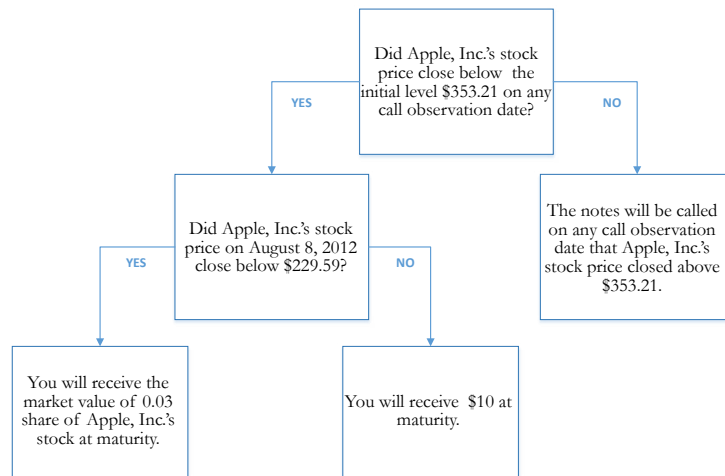 Did Apple, Inc.'s stock
price close below the
initial level $353.21 on any
call observation date?
YES
NO
Did Apple, Inc.'s stock
price on August 8, 2012
close below $229.59?
The notes will be called
on any call observation
date that Apple, Inc.'s
stock price closed above
$353.21.
YES
NO
You will receive the
market value of 0.03
share of Apple, Inc.'s
stock at maturity.
You will receive $10 at
maturity.